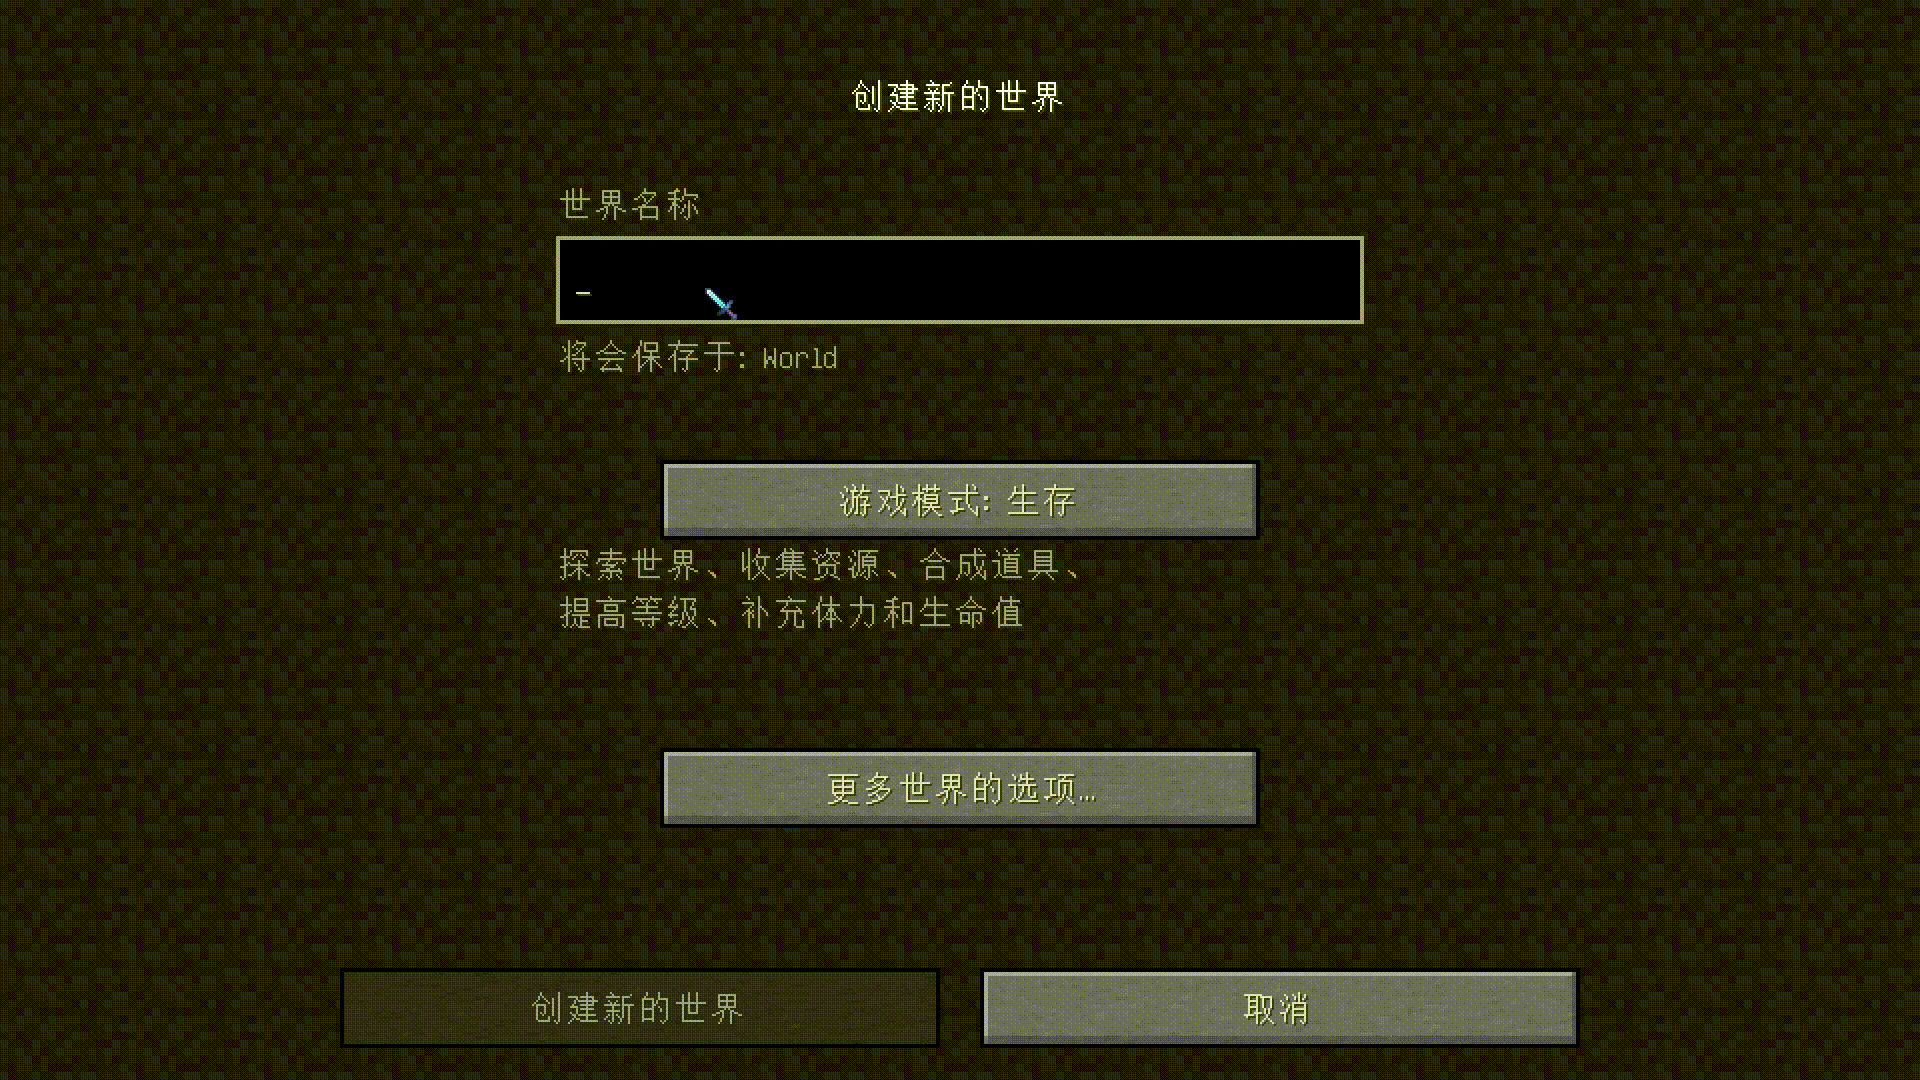 创建新的世界
世界名称
_
将会保存于: World
游戏模式: 生存
探索世界、收集资源、合成道具、
提高等级、补充体力和生命值
更多世界的选项...
创建新的世界
取消